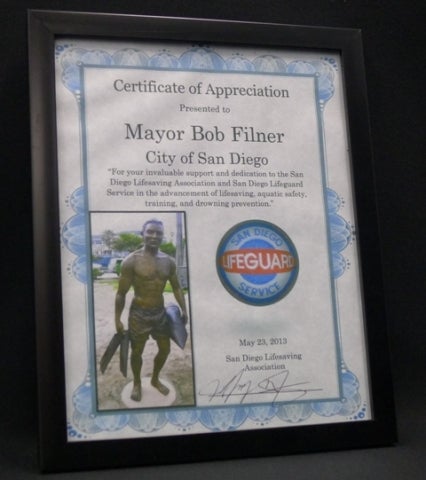 Certificate of Appreciation
Presented to
Mayor Bob Filner
City of San Diego
"For your invaluable support and dedication to the San
Diego Lifesaving Association and San Diego Lifeguard
Service in the advancement of lifesaving, aquatic safety,
training, and drowning prevention."
SAN DIEGO
LIFEGUARD
SERVICE
May 23, 2013
San Diego Lifesaving
Association